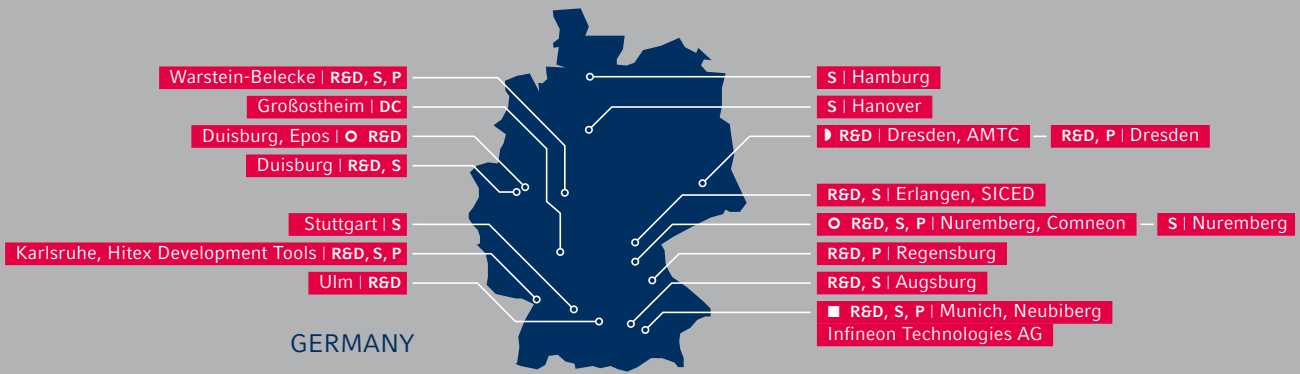 Warstein-Belecke | R&D, S, P
Großostheim | DC
Duisburg, Epos | R&D
Duisburg | R&D, S
Stuttgart | S
Karlsruhe, Hitex Development Tools | R&D, S, P
Ulm | R&D
GERMANY
S | Hamburg
S | Hanover
R&D | Dresden, AMTC — R&D, P | Dresden
R&D, S | Erlangen, SICED
R&D, S, P | Nuremberg, Comneon — S | Nuremberg
R&D, P | Regensburg
R&D, S | Augsburg
R&D, S, P | Munich, Neubiberg
Infineon Technologies AG